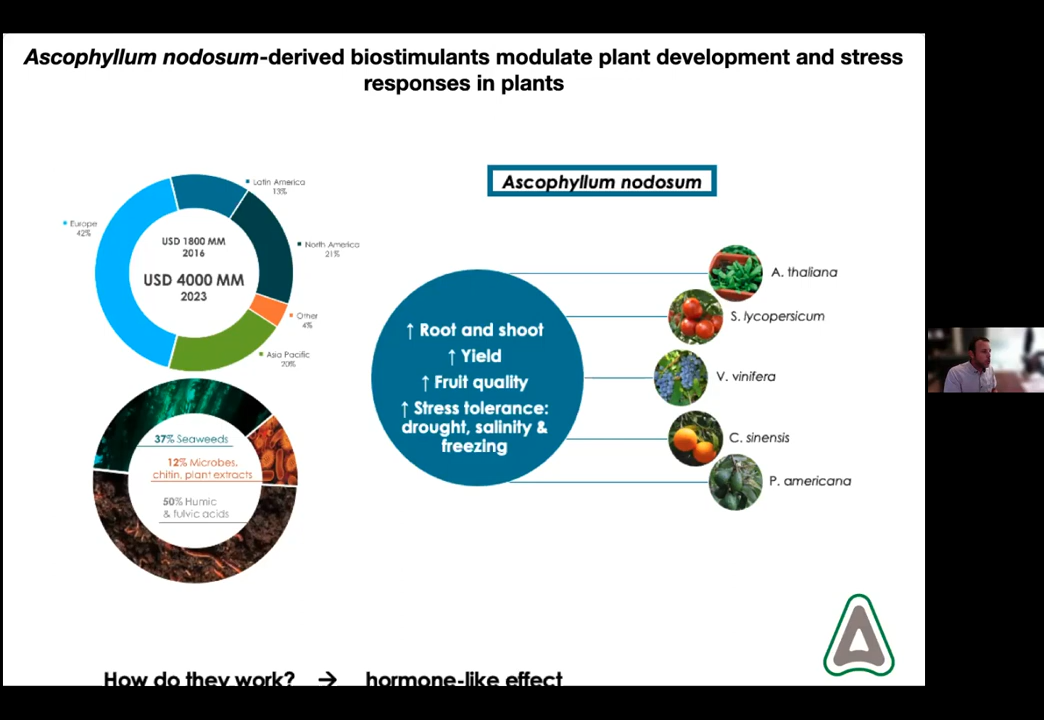 Ascophyllum nodosum-derived biostimulants modulate plant development and stress
responses in plants
Latin America
13%
Europe
42%
USD 1800 MM
2016
USD 4000 MM
2023
North America
21%
Other
4%
Asia Pacific
20%
37% Seaweeds
12% Microbes,
chitin, plant extracts
50% Humic
& fulvic acids
Ascophyllum nodosum
↑ Root and shoot
↑ Yield
↑ Fruit quality
↑ Stress tolerance:
drought, salinity &
freezing
A. thaliana
S. lycopersicum
V. vinifera
C. sinensis
P. americana
How do they work? → hormone-like effect